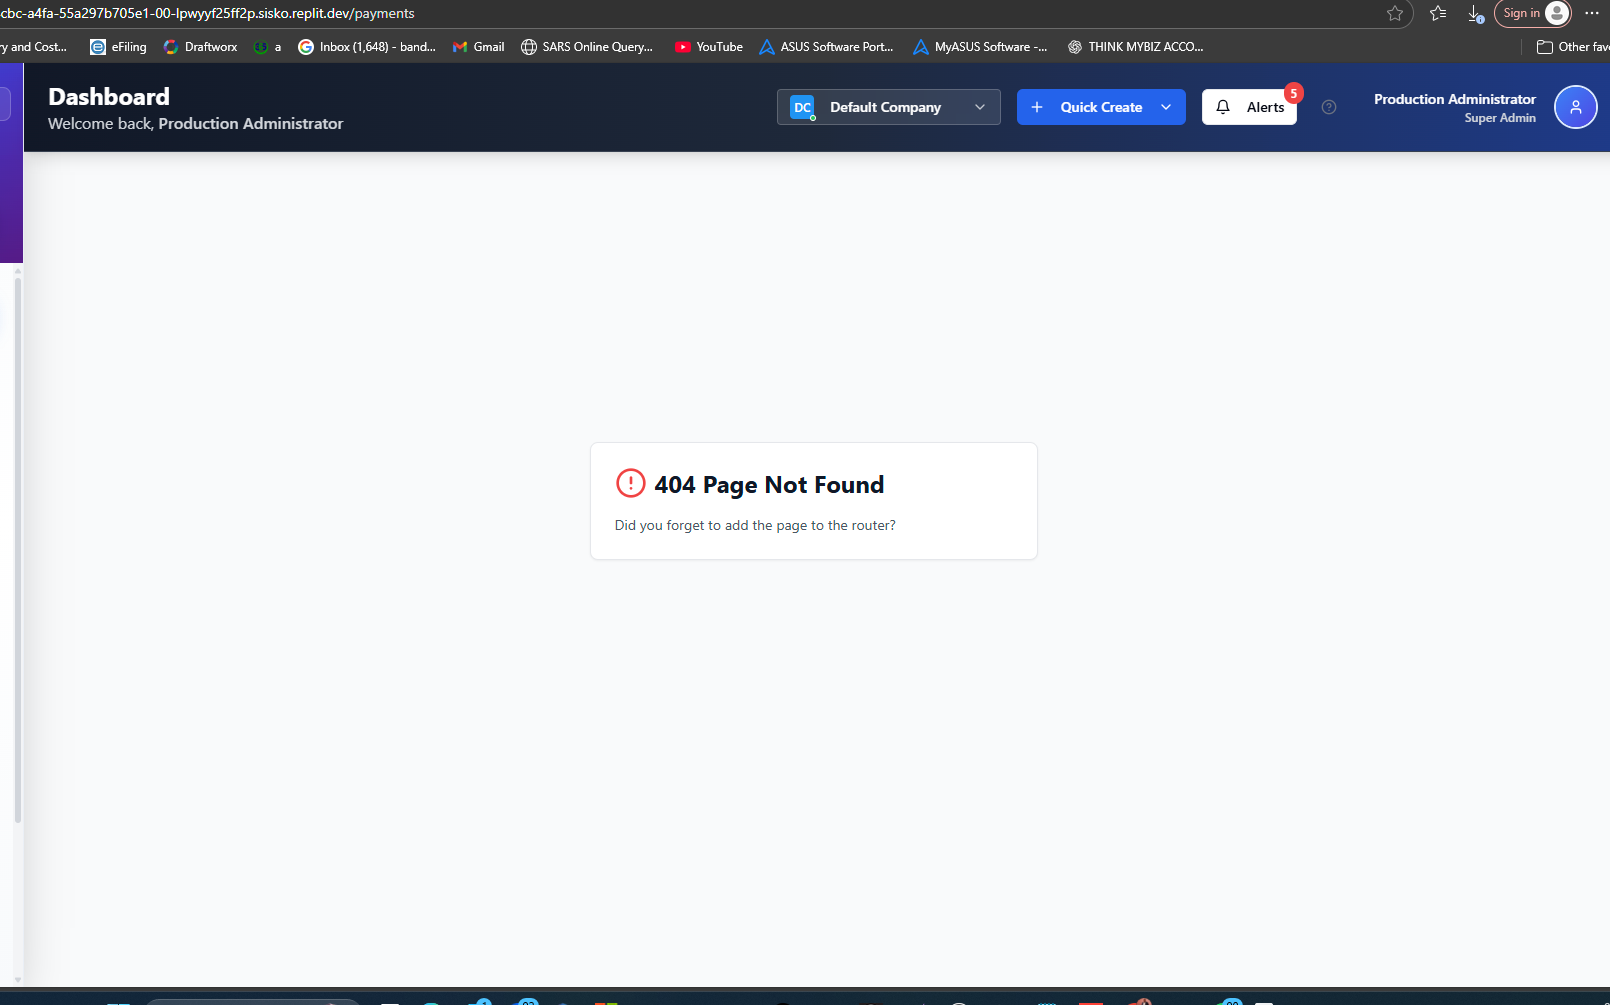 cbc-a4fa-55a297b705e1-00-lpwyyf25ff2p.sisko.replit.dev/payments
Sign in
y and Cost... eFiling Draftworx a Inbox (1,648) - band... Gmail SARS Online Query... YouTube ASUS Software Port... MyASUS Software -... THINK MYBIZ ACCO... Other fav
Dashboard
Welcome back, Production Administrator
DC Default Company
+ Quick Create
Alerts
5
Production Administrator
Super Admin
404 Page Not Found
Did you forget to add the page to the router?